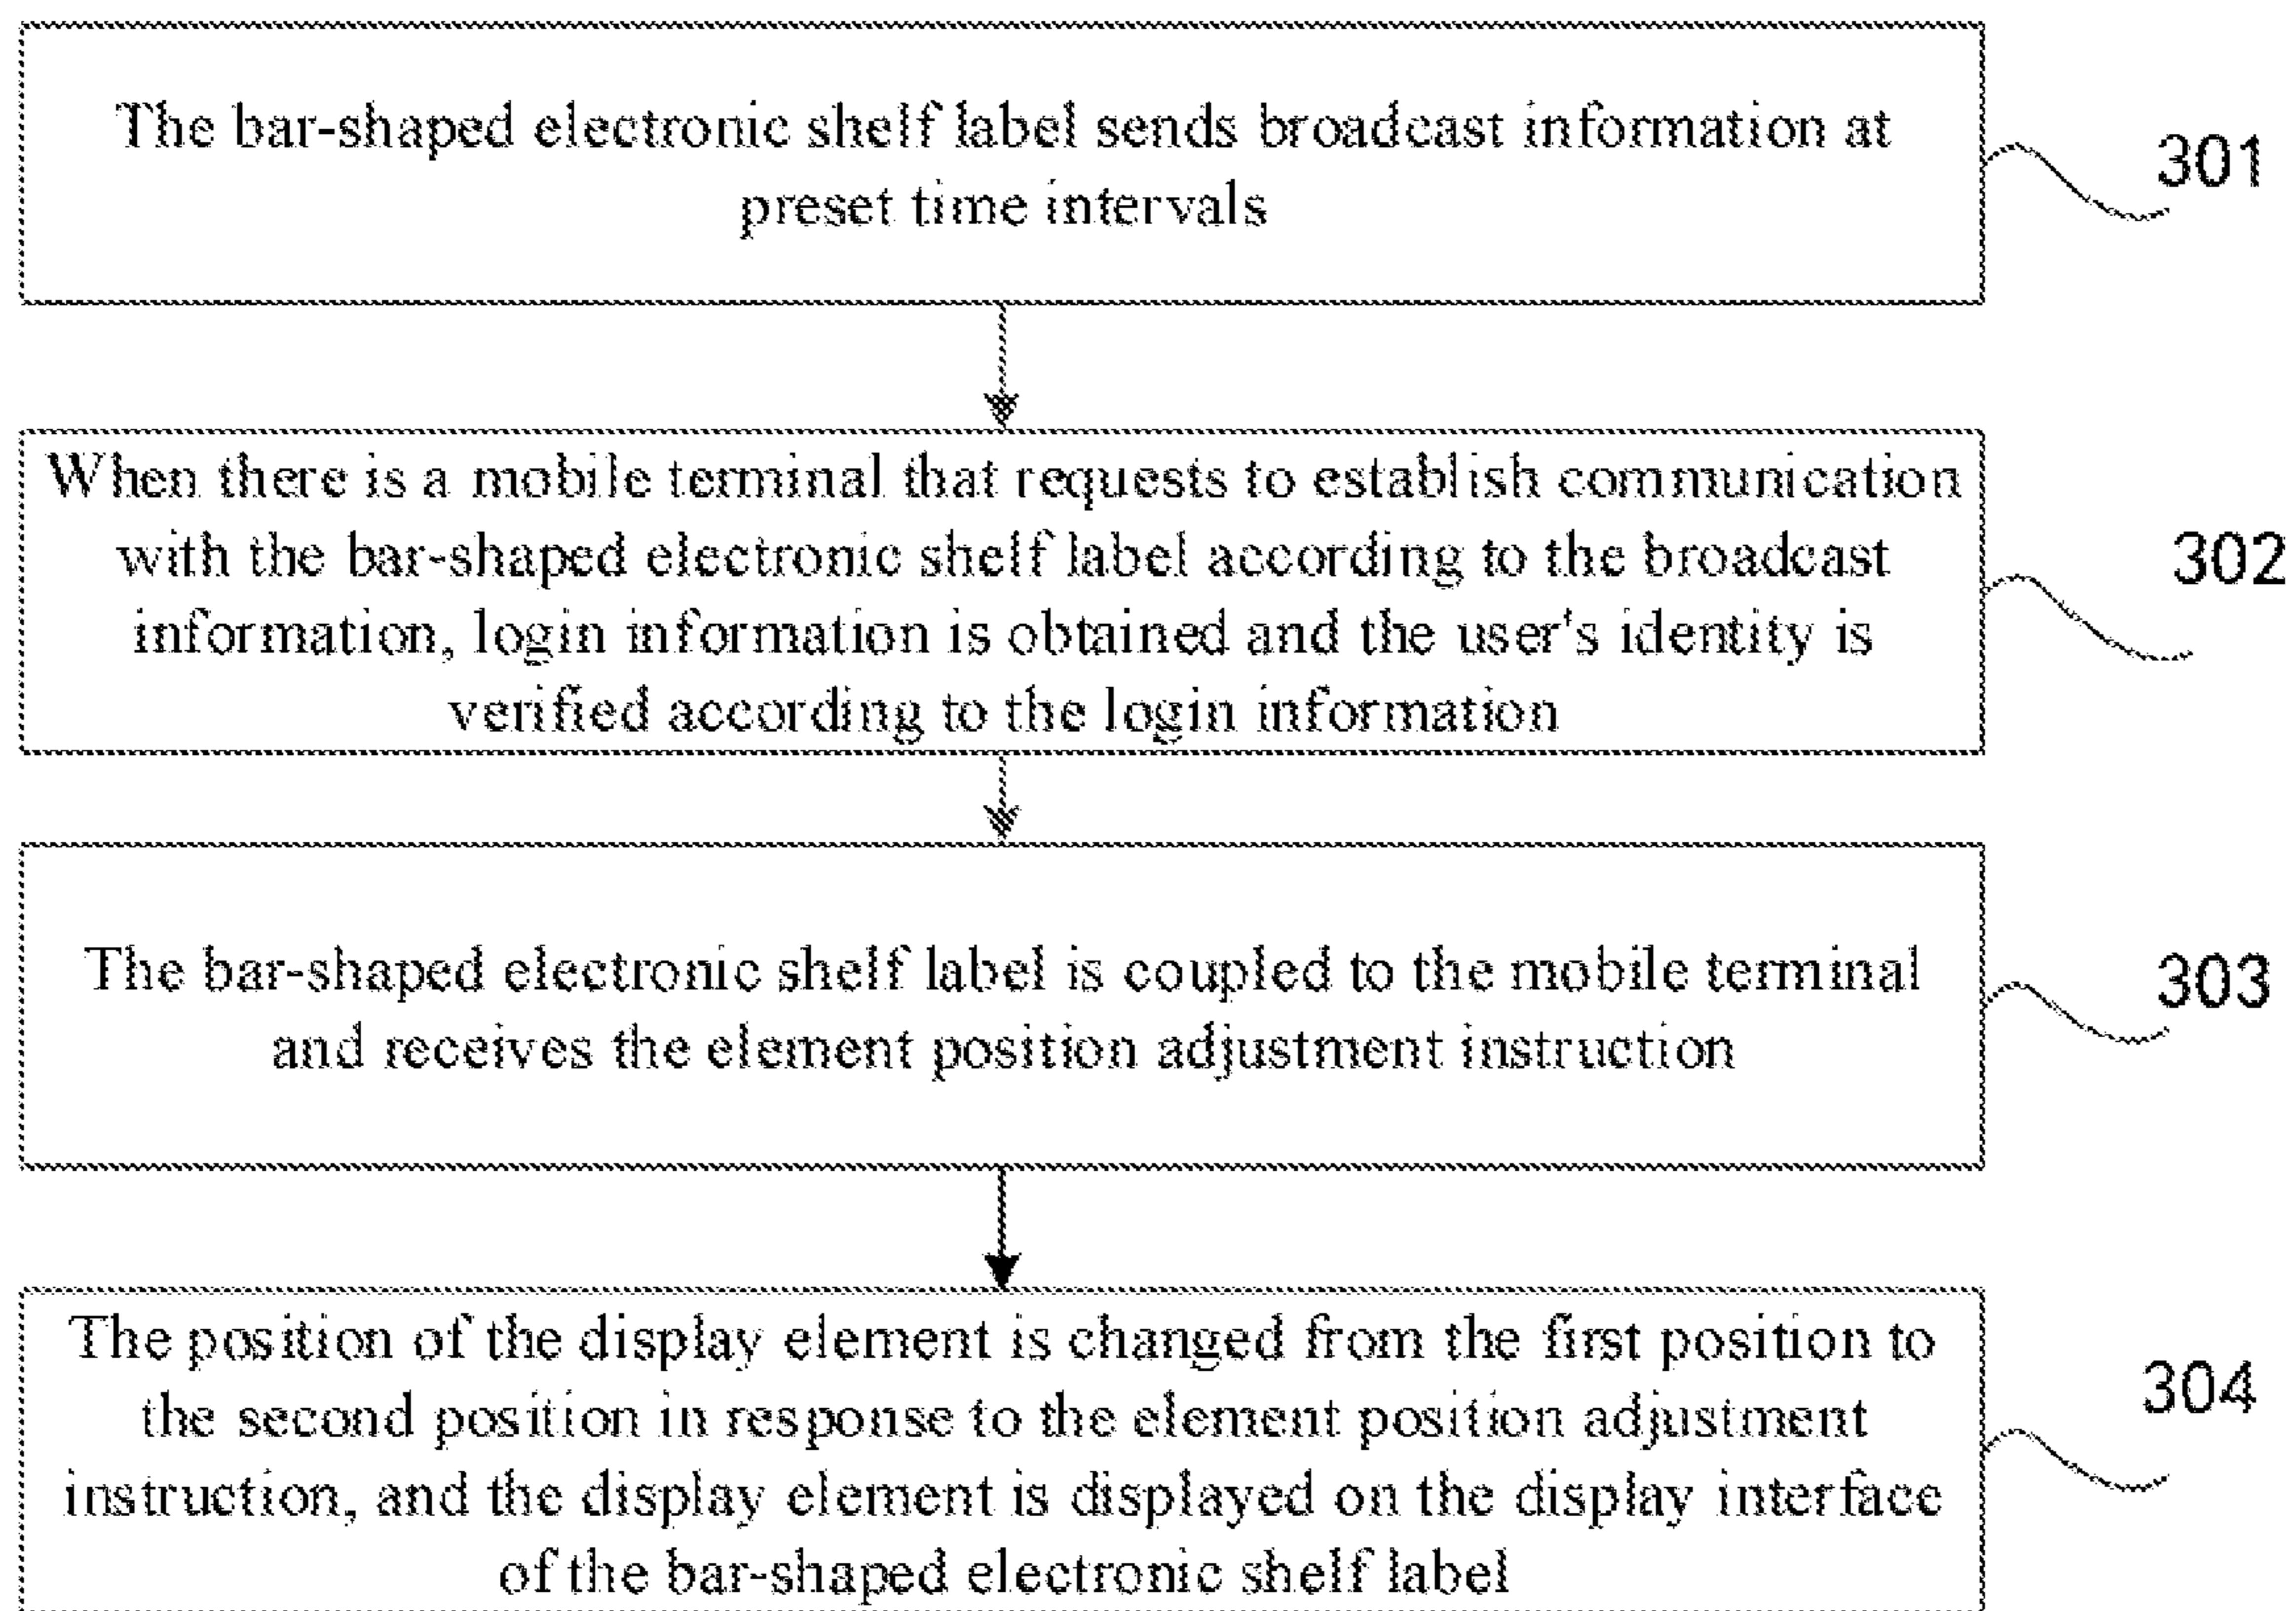 The bar-shaped electronic shelf label sends broadcast information at
preset time intervals
301
When there is a mobile terminal that requests to establish communication
with the bar-shaped electronic shelf label according to the broadcast
information, login information is obtained and the user's identity is
verified according to the login information
302
The bar-shaped electronic shelf label is coupled to the mobile terminal
and receives the element position adjustment instruction
303
The position of the display element is changed from the first position to
the second position in response to the element position adjustment
instruction, and the display element is displayed on the display interface
of the bar-shaped electronic shelf label
304